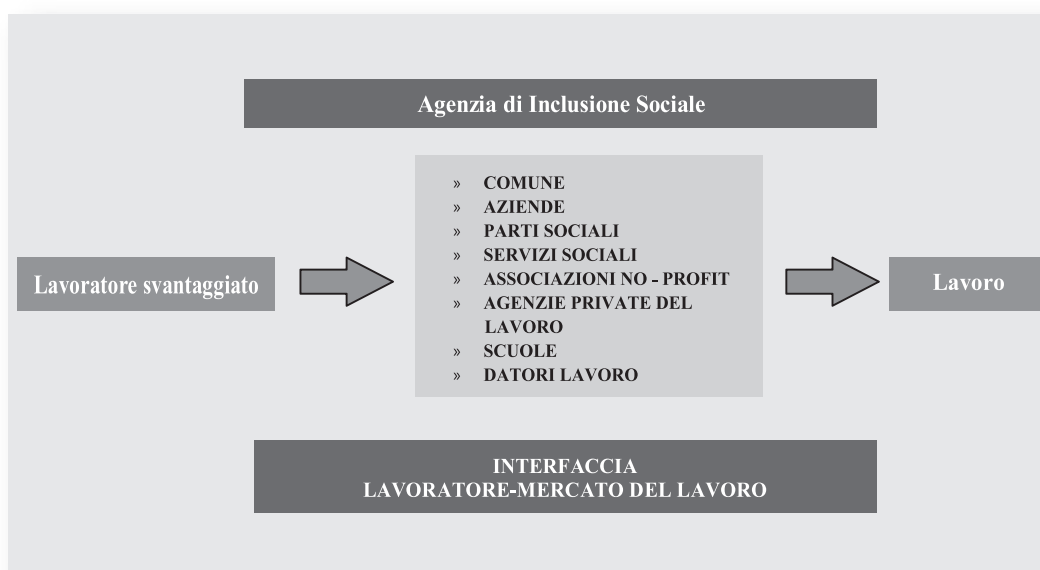 Agenzia di Inclusione Sociale
» COMUNE
» AZIENDE
» PARTI SOCIALI
» SERVIZI SOCIALI
» ASSOCIAZIONI NO - PROFIT
» AGENZIE PRIVATE DEL
LAVORO
» SCUOLE
» DATORI LAVORO
Lavoratore svantaggiato
Lavoro
INTERFACCIA
LAVORATORE-MERCATO DEL LAVORO